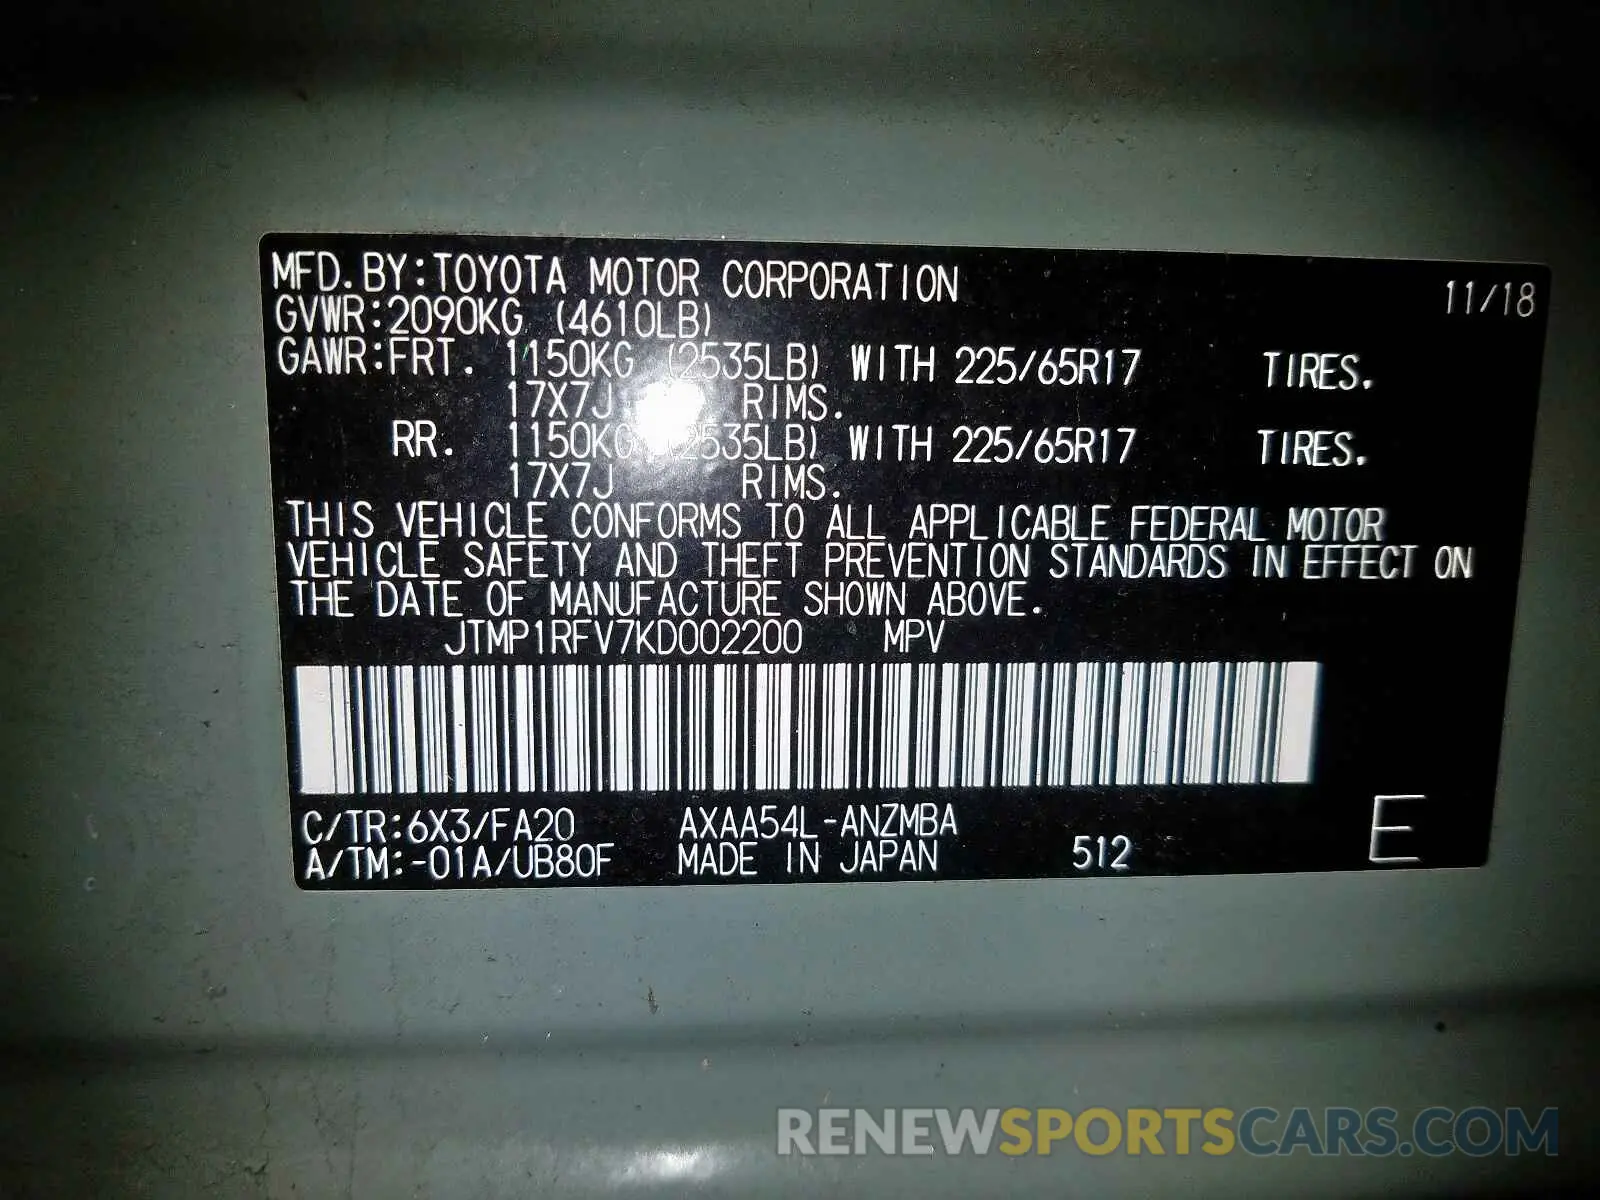 MFD.BY:TOYOTA MOTOR CORPORATION 11/18
GVWR:2090KG (4610LB)
GAWR:FRT. 1150KG (2535LB) WITH 225/65R17 TIRES.
17X7J RIMS.
RR. 1150KG (2535LB) WITH 225/65R17 TIRES.
17X7J RIMS.
THIS VEHICLE CONFORMS TO ALL APPLICABLE FEDERAL MOTOR
VEHICLE SAFETY AND THEFT PREVENTION STANDARDS IN EFFECT ON
THE DATE OF MANUFACTURE SHOWN ABOVE.
JTMP1RFV7KD002200 MPV
C/TR:6X3/FA20 AXAA54L-ANZMBA
A/TM:-01A/UB80F MADE IN JAPAN 512 E
RENEWSPORTSCARS.COM